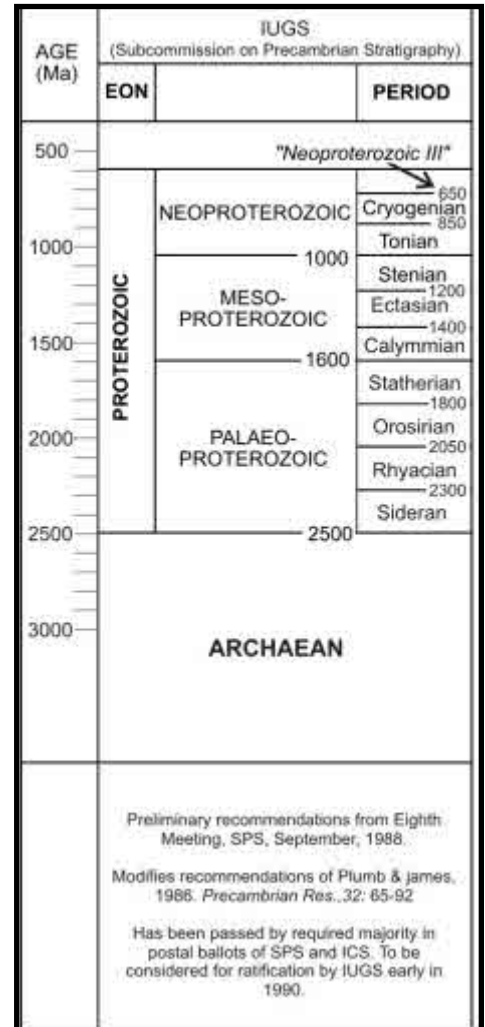 IUGS
(Subcommission on Precambrian Stratigraphy)
AGE
(Ma)
EON
PERIOD
500
"Neoproterozoic III"
650
NEOPROTEROZOIC
Cryogenian
850
Tonian
1000
1000
Stenian
1200
MESO-
PROTEROZOIC
Ectasian
1400
1500
Calymmian
1600
PROTEROZOIC
Statherian
1800
Orosirian
2000
2050
PALAEO-
PROTEROZOIC
Rhyacian
2300
Sideran
2500
2500
3000
ARCHAEAN
Preliminary recommendations from Eighth
Meeting, SPS, September, 1988.
Modifies recommendations of Plumb & james,
1986. Precambrian Res.,32: 65-92
Has been passed by required majority in
postal ballots of SPS and ICS. To be
considered for ratification by IUGS early in
1990.